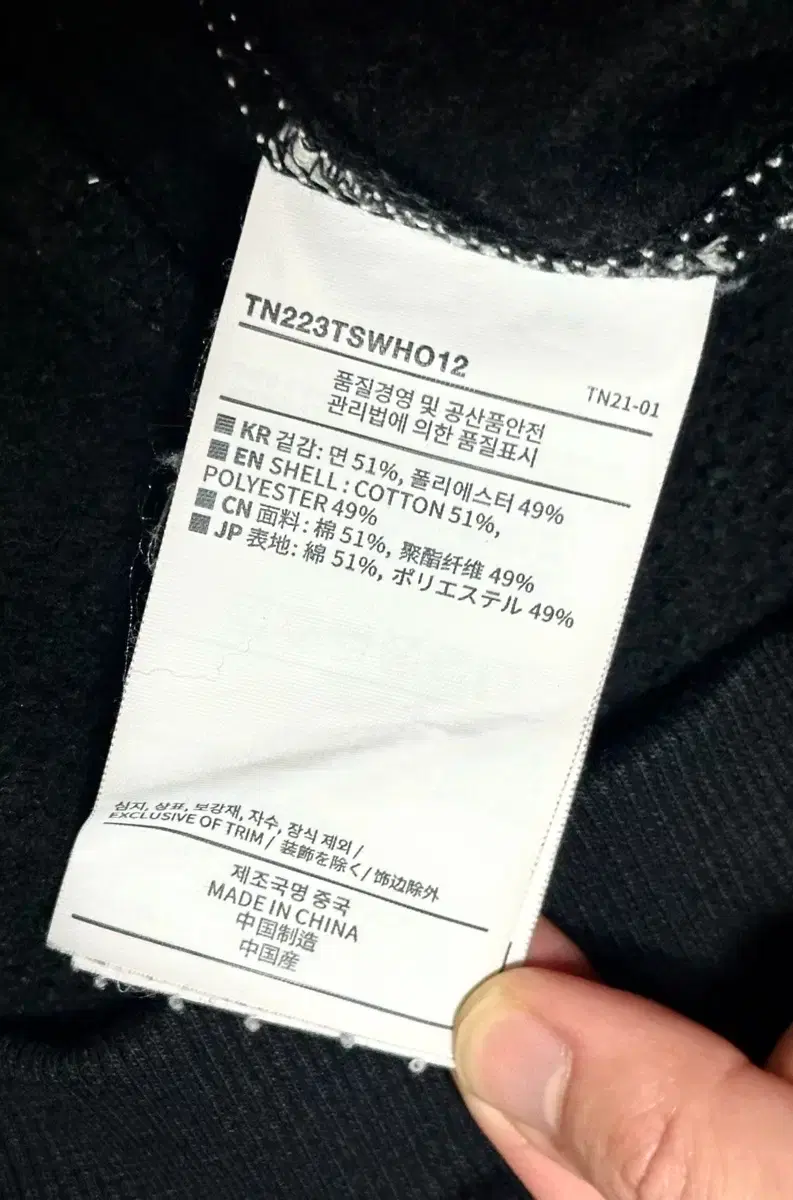 TN223TSWHO12
TN21-01
품질경영 및 공산품안전
관리법에 의한 품질표시
KR 겉감: 면 51%, 폴리에스터 49%
EN SHELL : COTTON 51%,
POLYESTER 49%
CN 面料: 棉 51%, 聚酯纤维 49%
JP 表地: 綿 51%, ポリエステル 49%
심지, 상표, 보강재, 자수, 장식 제외 /
EXCLUSIVE OF TRIM / 装飾を除く / 饰边除外
제조국명 중국
MADE IN CHINA
中国制造
中国産